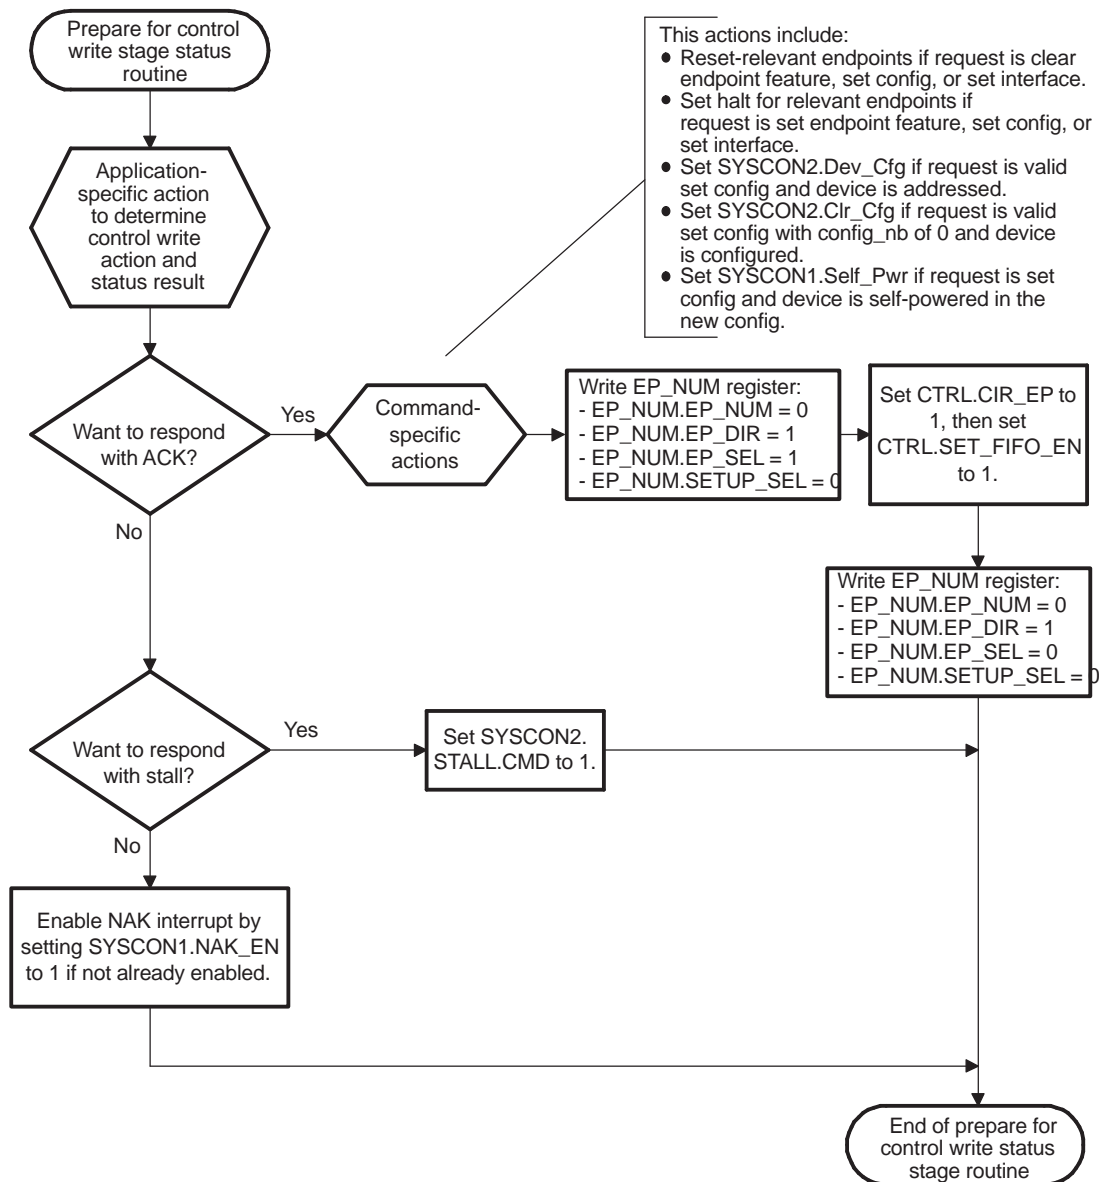 Prepare for control
write stage status
routine
This actions include:
● Reset-relevant endpoints if request is clear
endpoint feature, set config, or set interface.
● Set halt for relevant endpoints if
request is set endpoint feature, set config, or
set interface.
● Set SYSCON2.Dev_Cfg if request is valid
set config and device is addressed.
● Set SYSCON2.Clr_Cfg if request is valid
set config with config_nb of 0 and device
is configured.
● Set SYSCON1.Self_Pwr if request is set
config and device is self-powered in the
new config.
Application-
specific action
to determine
control write
action and
status result
Want to respond
with ACK?
Yes
No
Command-
specific
actions
Write EP_NUM register:
- EP_NUM.EP_NUM = 0
- EP_NUM.EP_DIR = 1
- EP_NUM.EP_SEL = 1
- EP_NUM.SETUP_SEL = 0
Set CTRL.CIR_EP to
1, then set
CTRL.SET_FIFO_EN
to 1.
Write EP_NUM register:
- EP_NUM.EP_NUM = 0
- EP_NUM.EP_DIR = 1
- EP_NUM.EP_SEL = 0
- EP_NUM.SETUP_SEL = 0
Want to respond
with stall?
Yes
No
Set SYSCON2.
STALL.CMD to 1.
Enable NAK interrupt by
setting SYSCON1.NAK_EN
to 1 if not already enabled.
End of prepare for
control write status
stage routine